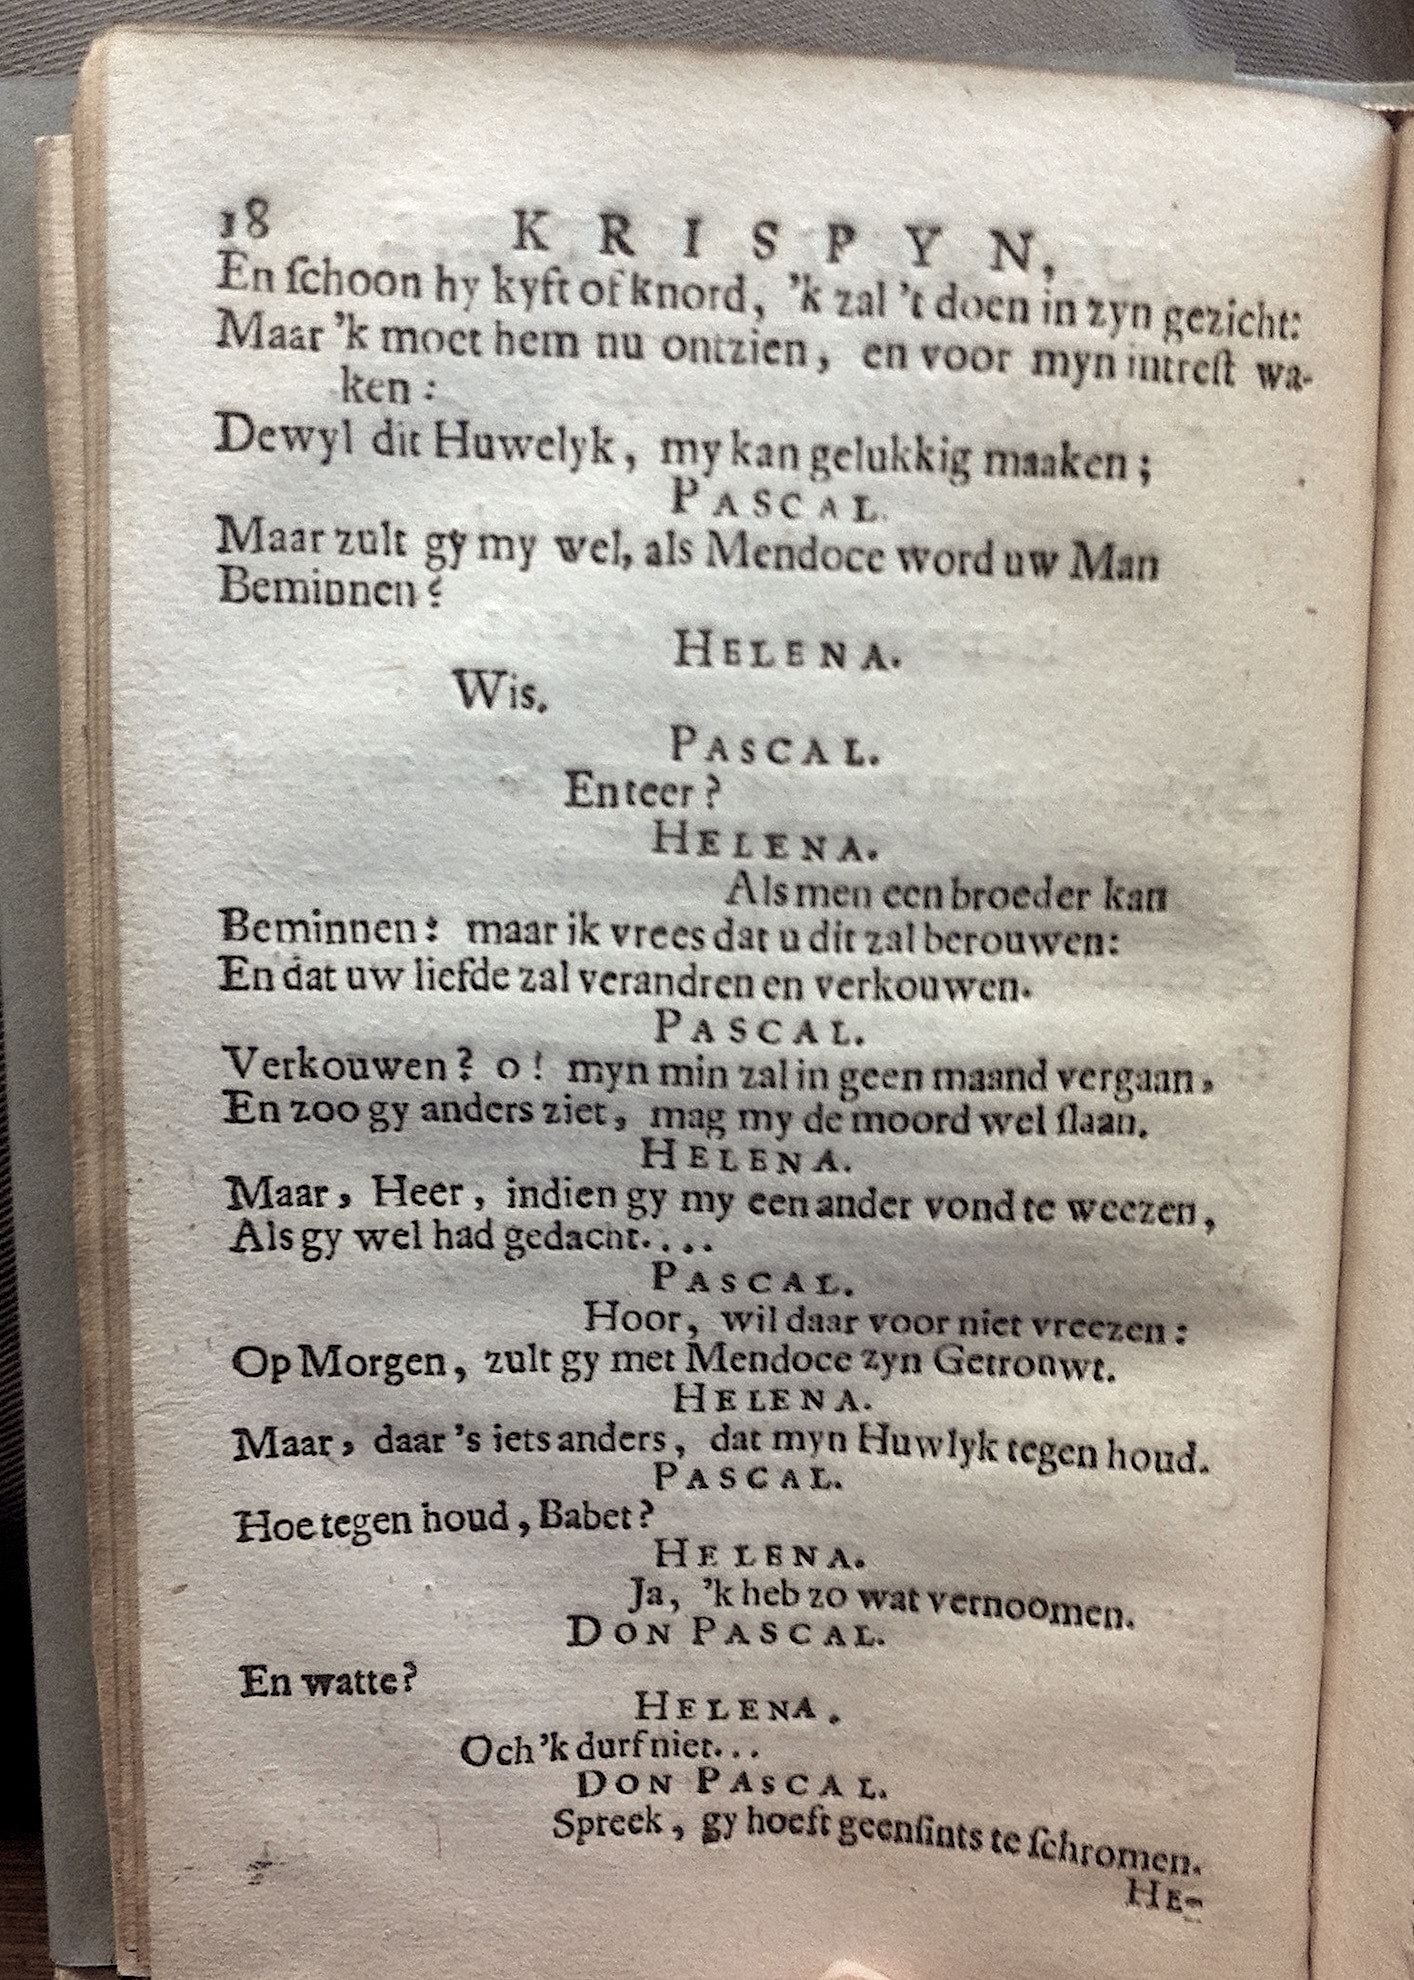 18 KRISPYN,
En ſchoon hy kyft of knord, 'k zal 't doen in zyn gezicht:
Maar 'k moet hem nu ontzien, en voor myn intreſt wa-
ken:
Dewyl dit Huwelyk, my kan gelukkig maaken;
PASCAL.
Maar zult gy my wel, als Mendoce word uw Man
Beminnen?
HELENA.
Wis.
PASCAL.
En teer?
HELENA.
Als men een broeder kan
Beminnen: maar ik vrees dat u dit zal berouwen:
En dat uw liefde zal verandren en verkouwen.
PASCAL.
Verkouwen? o! myn min zal in geen maand vergaan,
En zoo gy anders ziet, mag my de moord wel ſlaan.
HELENA.
Maar, Heer, indien gy my een ander vond te weezen,
Als gy wel had gedacht....
PASCAL.
Hoor, wil daar voor niet vreezen:
Op Morgen, zult gy met Mendoce zyn Getronwt.
HELENA.
Maar, daar 's iets anders, dat myn Huwlyk tegen houd.
PASCAL.
Hoe tegen houd, Babet?
HELENA.
Ja, 'k heb zo wat vernoomen.
DON PASCAL.
En watte?
HELENA.
Och 'k durf niet...
DON PASCAL.
Spreek, gy hoeft geenſints te ſchromen.
HE-